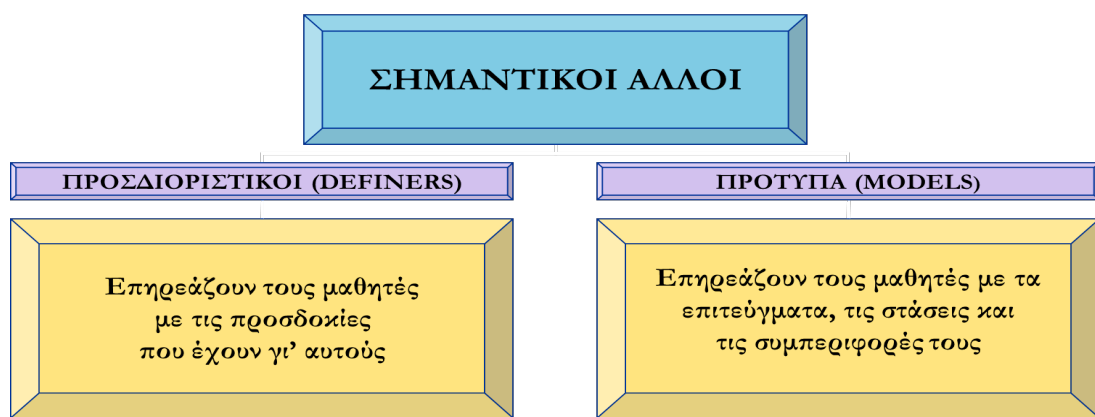 ΣΗΜΑΝΤΙΚΟΙ ΑΛΛΟΙ
ΠΡΟΣΔΙΟΡΙΣΤΙΚΟΙ (DEFINERS)
Επηρεάζουν τους μαθητές
με τις προσδοκίες
που έχουν γι’ αυτούς
ΠΡΟΤΥΠΑ (MODELS)
Επηρεάζουν τους μαθητές με τα
επιτεύγματα, τις στάσεις και
τις συμπεριφορές τους